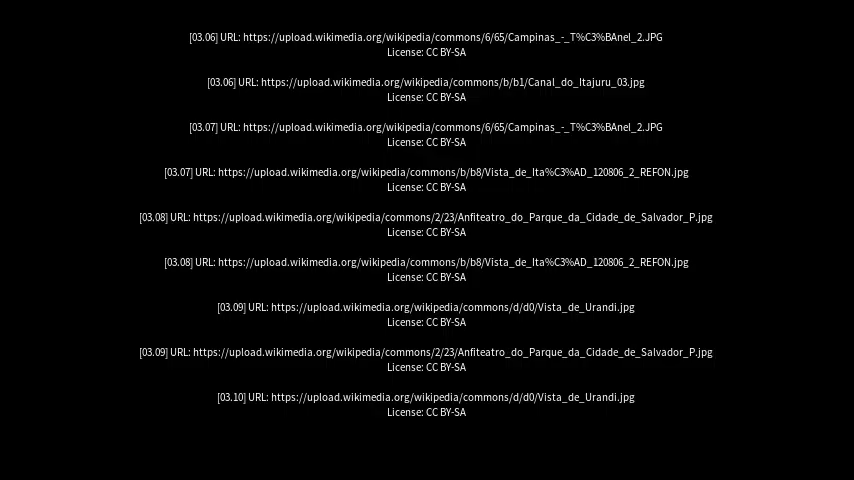 [03.06] URL: https://upload.wikimedia.org/wikipedia/commons/6/65/Campinas_-_T%C3%BAnel_2.JPG
License: CC BY-SA
[03.06] URL: https://upload.wikimedia.org/wikipedia/commons/b/b1/Canal_do_Itajuru_03.jpg
License: CC BY-SA
[03.07] URL: https://upload.wikimedia.org/wikipedia/commons/6/65/Campinas_-_T%C3%BAnel_2.JPG
License: CC BY-SA
[03.07] URL: https://upload.wikimedia.org/wikipedia/commons/b/b8/Vista_de_Ita%C3%AD_120806_2_REFON.jpg
License: CC BY-SA
[03.08] URL: https://upload.wikimedia.org/wikipedia/commons/2/23/Anfiteatro_do_Parque_da_Cidade_de_Salvador_P.jpg
License: CC BY-SA
[03.08] URL: https://upload.wikimedia.org/wikipedia/commons/b/b8/Vista_de_Ita%C3%AD_120806_2_REFON.jpg
License: CC BY-SA
[03.09] URL: https://upload.wikimedia.org/wikipedia/commons/d/d0/Vista_de_Urandi.jpg
License: CC BY-SA
[03.09] URL: https://upload.wikimedia.org/wikipedia/commons/2/23/Anfiteatro_do_Parque_da_Cidade_de_Salvador_P.jpg
License: CC BY-SA
[03.10] URL: https://upload.wikimedia.org/wikipedia/commons/d/d0/Vista_de_Urandi.jpg
License: CC BY-SA